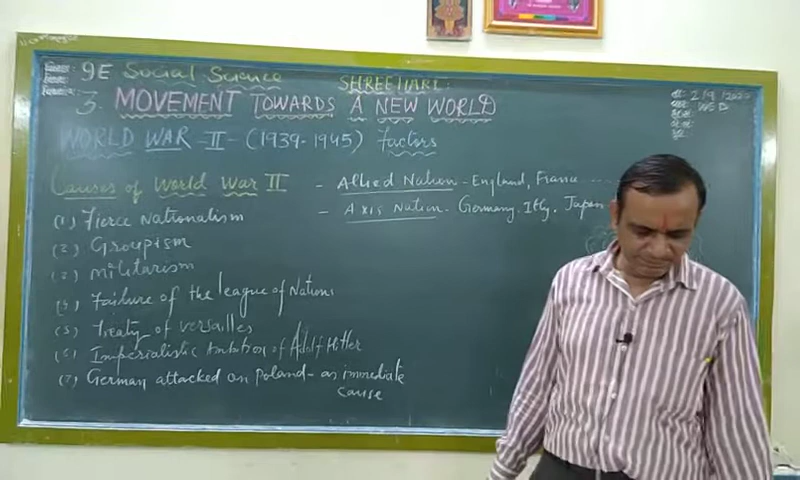 9E Social Science
SHREEHARI.
3. MOVEMENT TOWARDS A NEW WORLD
WORLD WAR - II - (1939-1945) factors
Causes of World War II
- Allied Nation - England, France .....
- Axis Nation - Germany. Itly. Japan
(1) Fierce Nationalism
(2) Groupism
(3) militarism
(4) Failure of the league of Nations
(5) Treaty of versailles
(6) Imperialistic Ambition of Adolf Hitler
(7) German attacked on Poland - an immediate
cause
WED